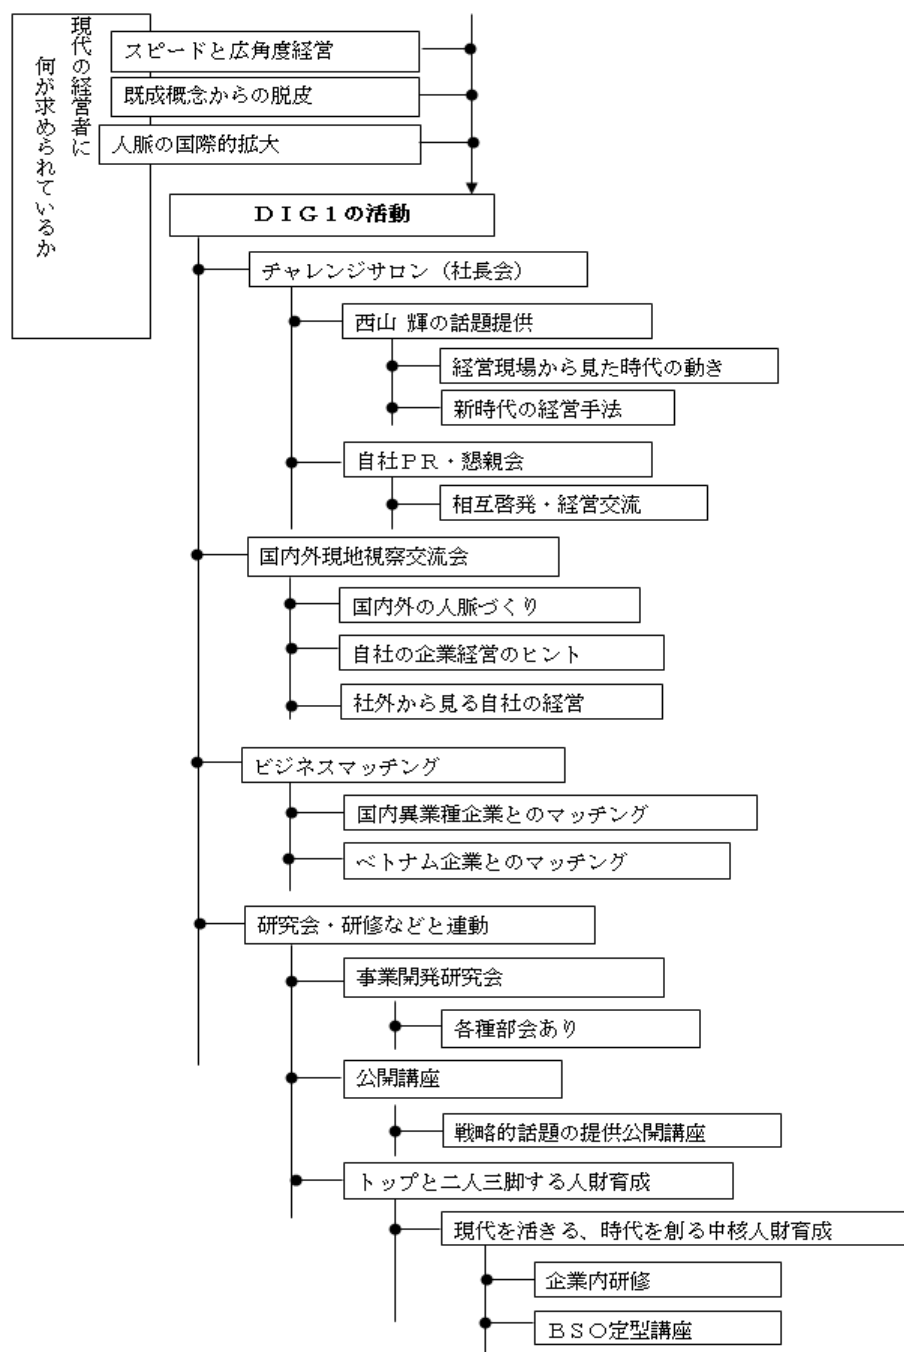 現代の経営者に
何が求められているか
スピードと広角度経営
既成概念からの脱皮
人脈の国際的拡大
ＤＩＧ１の活動
チャレンジサロン（社長会）
西山 輝の話題提供
経営現場から見た時代の動き
新時代の経営手法
自社ＰＲ・懇親会
相互啓発・経営交流
国内外現地視察交流会
国内外の人脈づくり
自社の企業経営のヒント
社外から見る自社の経営
ビジネスマッチング
国内異業種企業とのマッチング
ベトナム企業とのマッチング
研究会・研修などと連動
事業開発研究会
各種部会あり
公開講座
戦略的話題の提供公開講座
トップと二人三脚する人財育成
現代を活きる、時代を創る中核人財育成
企業内研修
ＢＳＯ定型講座